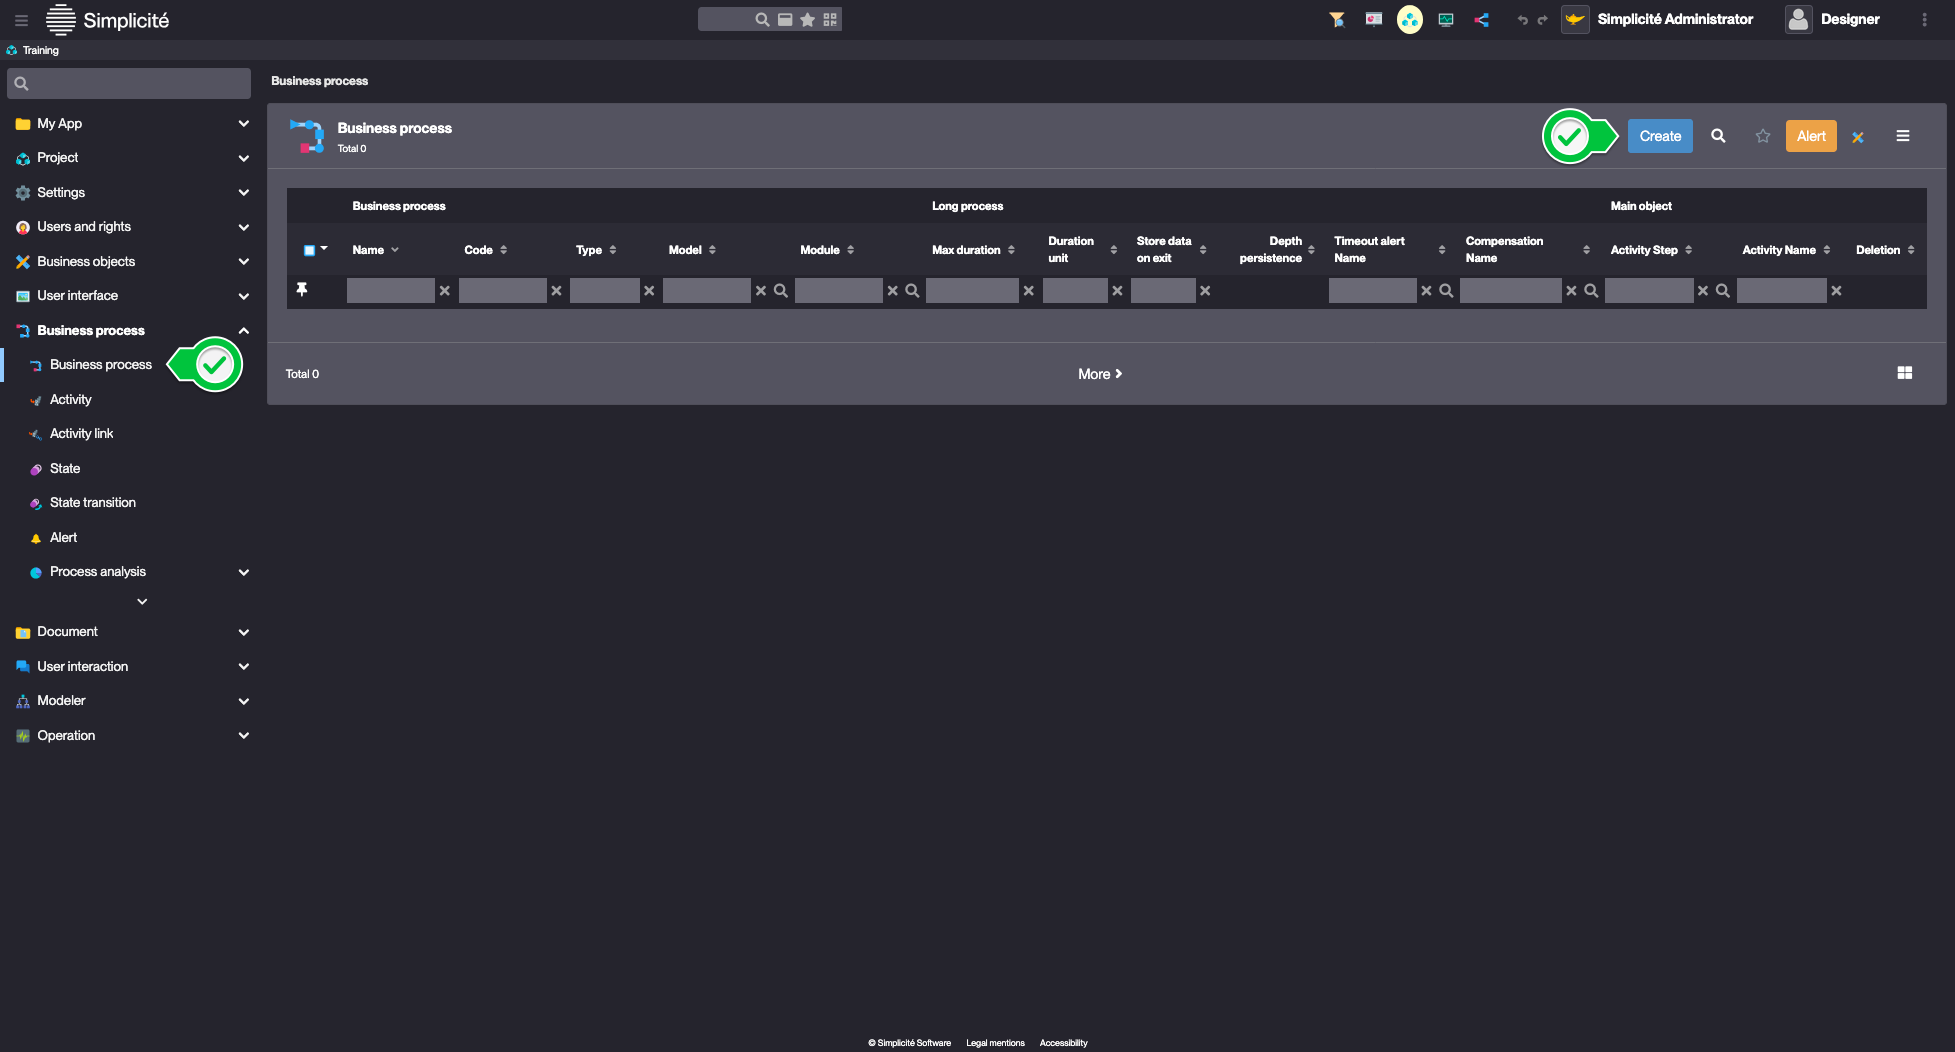 Simplicité
Simplicité Administrator
Designer
Training
My App
Project
Settings
Users and rights
Business objects
User interface
Business process
Business process
Activity
Activity link
State
State transition
Alert
Process analysis
Document
User interaction
Modeler
Operation
Business process
Business process
Total 0
Create
Alert
Business process
Long process
Main object
Name
Code
Type
Model
Module
Max duration
Duration
unit
Store data
on exit
Depth
persistence
Timeout alert
Name
Compensation
Name
Activity Step
Activity Name
Deletion
Total 0
More
© Simplicité Software
Legal mentions
Accessibility